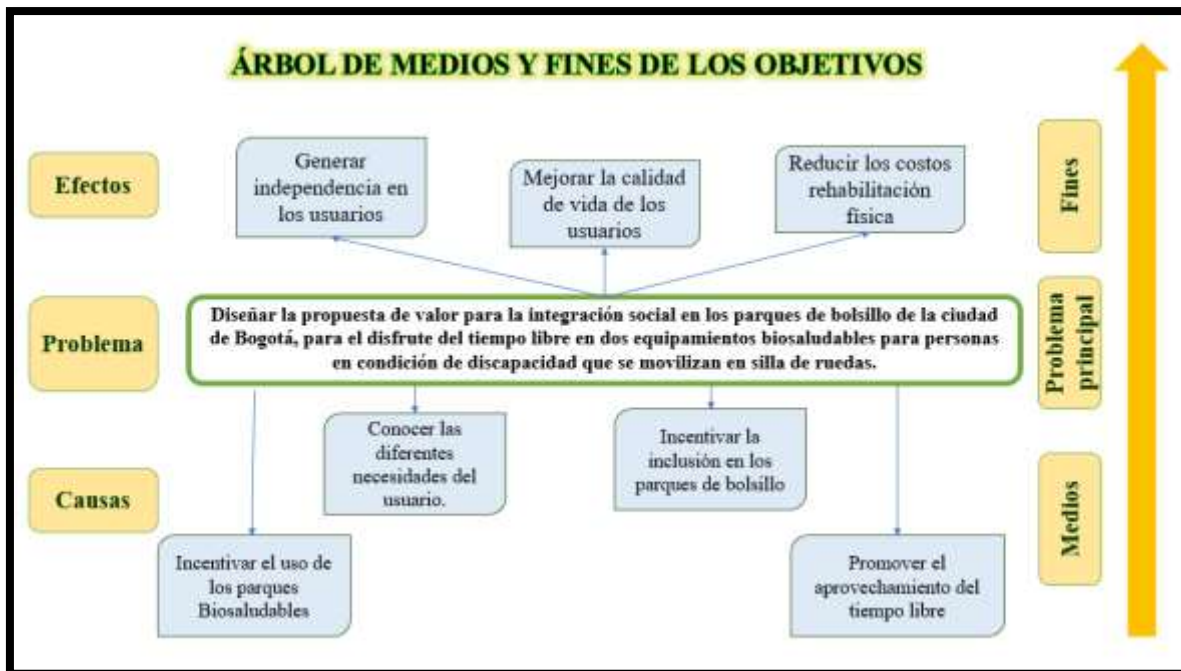 ÁRBOL DE MEDIOS Y FINES DE LOS OBJETIVOS
Efectos
Generar
independencia en
los usuarios
Mejorar la calidad
de vida de los
usuarios
Reducir los costos
rehabilitación
física
Fines
Problema
Diseñar la propuesta de valor para la integración social en los parques de bolsillo de la ciudad
de Bogotá, para el disfrute del tiempo libre en dos equipamientos biosaludables para personas
en condición de discapacidad que se movilizan en silla de ruedas.
Problema
principal
Causas
Conocer las
diferentes
necesidades del
usuario.
Incentivar la
inclusión en los
parques de bolsillo
Medios
Incentivar el uso de
los parques
Biosaludables
Promover el
aprovechamiento del
tiempo libre